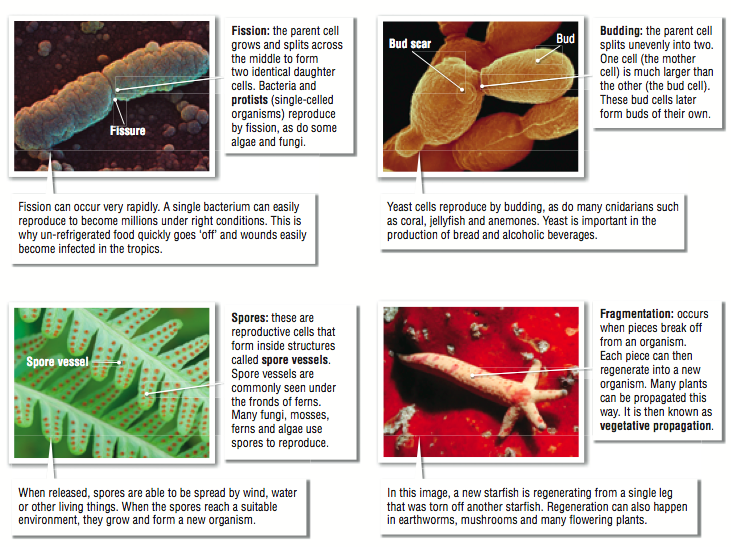 Fission: the parent cell
grows and splits across
the middle to form
two identical daughter
cells. Bacteria and
protists (single-celled
organisms) reproduce
by fission, as do some
algae and fungi.
Fissure
Fission can occur very rapidly. A single bacterium can easily
reproduce to become millions under right conditions. This is
why un-refrigerated food quickly goes ‘off’ and wounds easily
become infected in the tropics.
Bud scar
Bud
Budding: the parent cell
splits unevenly into two.
One cell (the mother
cell) is much larger than
the other (the bud cell).
These bud cells later
form buds of their own.
Yeast cells reproduce by budding, as do many cnidarians such
as coral, jellyfish and anemones. Yeast is important in the
production of bread and alcoholic beverages.
Spore vessel
Spores: these are
reproductive cells that
form inside structures
called spore vessels.
Spore vessels are
commonly seen under
the fronds of ferns.
Many fungi, mosses,
ferns and algae use
spores to reproduce.
When released, spores are able to be spread by wind, water
or other living things. When the spores reach a suitable
environment, they grow and form a new organism.
Fragmentation: occurs
when pieces break off
from an organism.
Each piece can then
regenerate into a new
organism. Many plants
can be propagated this
way. It is then known as
vegetative propagation.
In this image, a new starfish is regenerating from a single leg
that was torn off another starfish. Regeneration can also happen
in earthworms, mushrooms and many flowering plants.